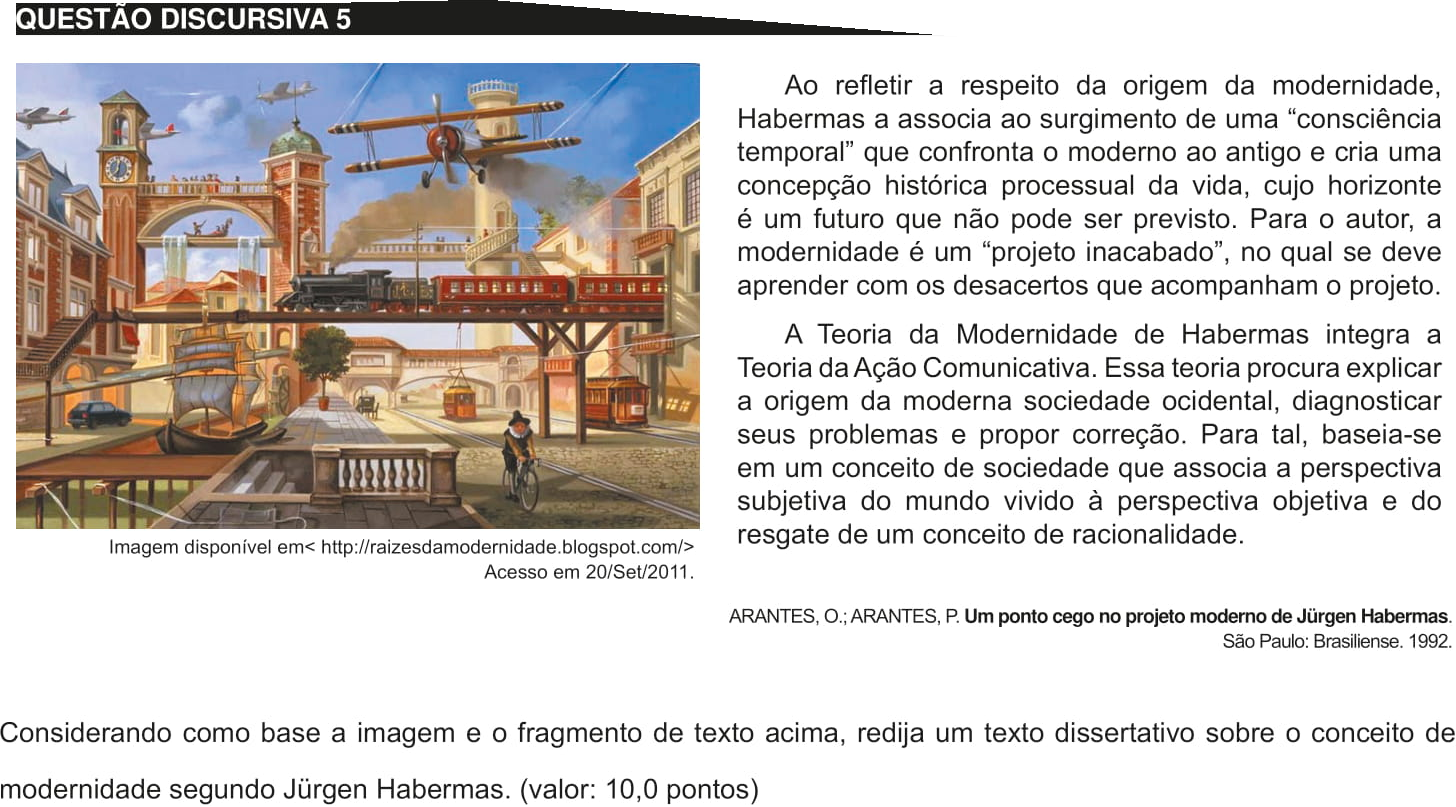 QUESTÃO DISCURSIVA 5
Ao refletir a respeito da origem da modernidade,
Habermas a associa ao surgimento de uma “consciência
temporal” que confronta o moderno ao antigo e cria uma
concepção histórica processual da vida, cujo horizonte
é um futuro que não pode ser previsto. Para o autor, a
modernidade é um “projeto inacabado”, no qual se deve
aprender com os desacertos que acompanham o projeto.
A Teoria da Modernidade de Habermas integra a
Teoria da Ação Comunicativa. Essa teoria procura explicar
a origem da moderna sociedade ocidental, diagnosticar
seus problemas e propor correção. Para tal, baseia-se
em um conceito de sociedade que associa a perspectiva
subjetiva do mundo vivido à perspectiva objetiva e do
resgate de um conceito de racionalidade.
Imagem disponível em< http://raizesdamodernidade.blogspot.com/>
Acesso em 20/Set/2011.
ARANTES, O.; ARANTES, P. Um ponto cego no projeto moderno de Jürgen Habermas.
São Paulo: Brasiliense. 1992.
Considerando como base a imagem e o fragmento de texto acima, redija um texto dissertativo sobre o conceito de
modernidade segundo Jürgen Habermas. (valor: 10,0 pontos)